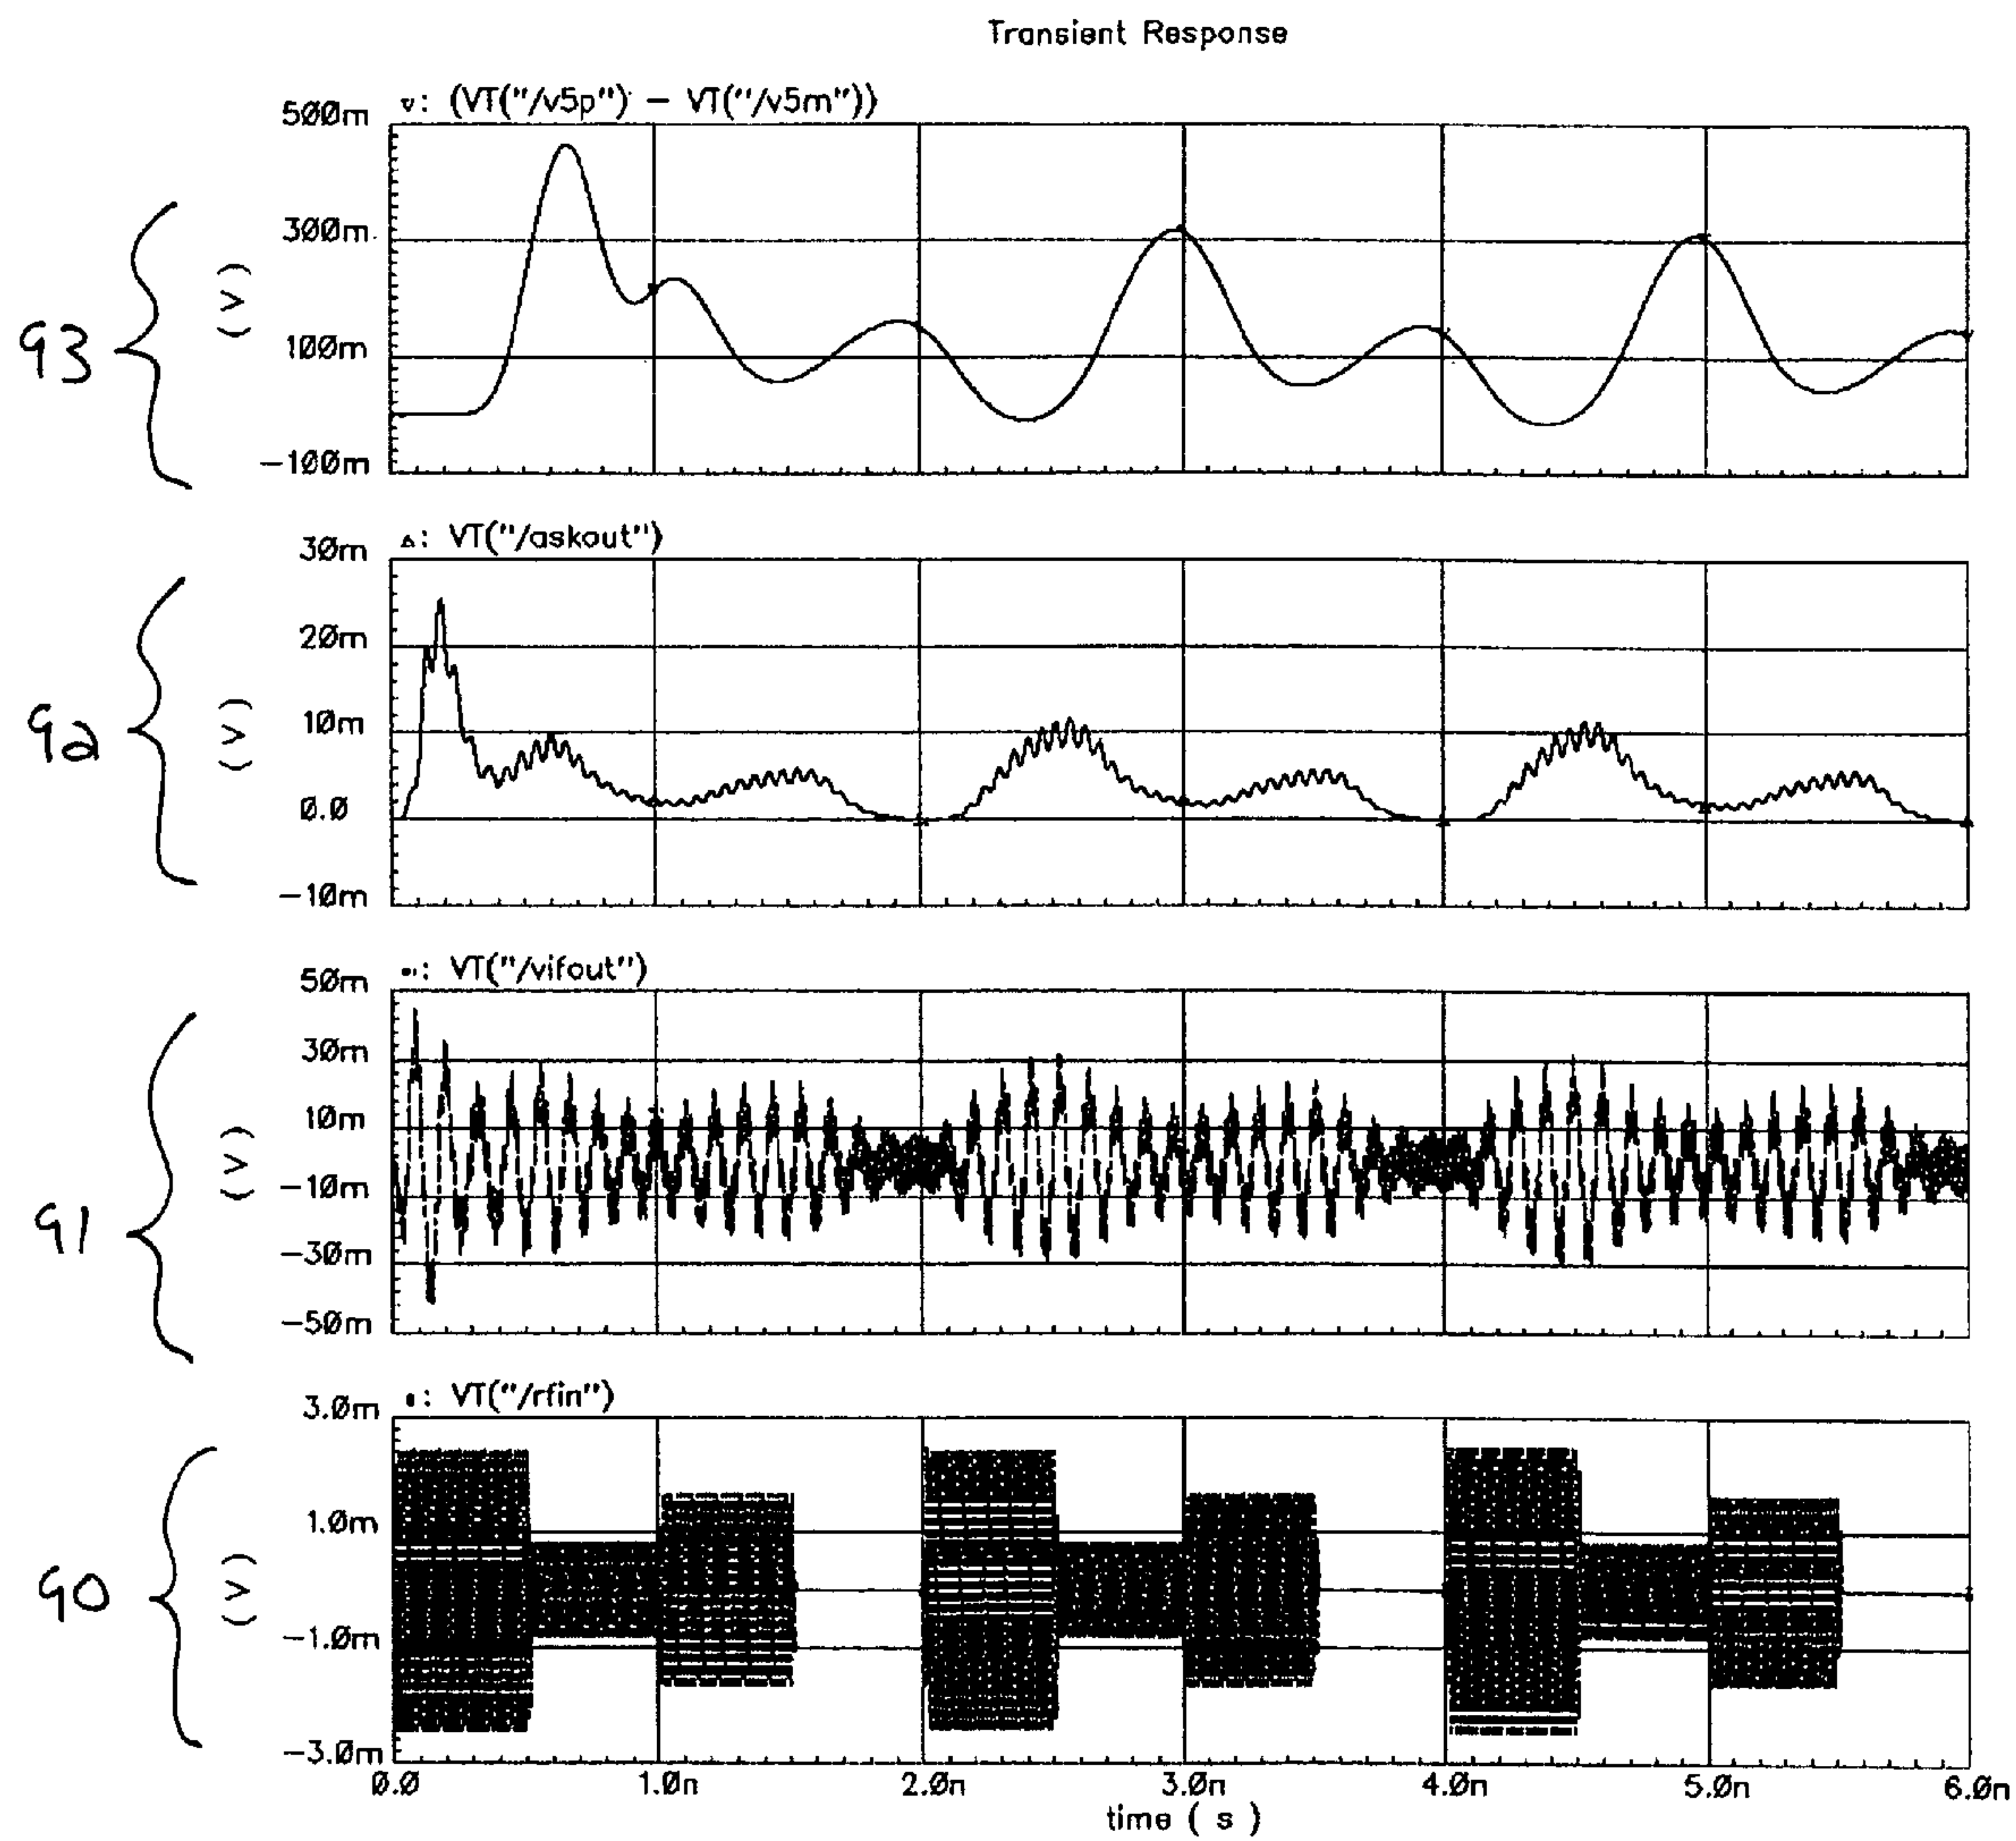 Transient Response
▿: (VT("/v5p") − VT("/v5m"))
500m
300m
100m
−100m
(V)
93
▵: VT("/askout")
30m
20m
10m
0.0
−10m
(V)
92
VT("/vifout")
50m
30m
10m
−10m
−30m
−50m
(V)
91
VT("/rfin")
3.0m
1.0m
−1.0m
−3.0m
(V)
90
0.0 1.0n 2.0n 3.0n 4.0n 5.0n 6.0n
time ( s )